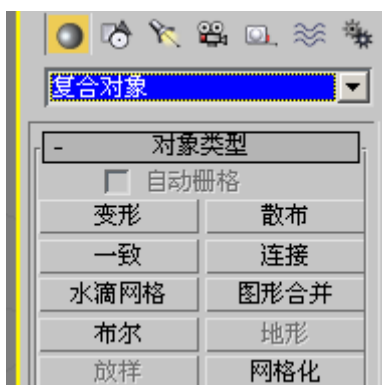 复合对象
- 对象类型
自动栅格
变形 散布
一致 连接
水滴网格 图形合并
布尔 地形
放样 网格化